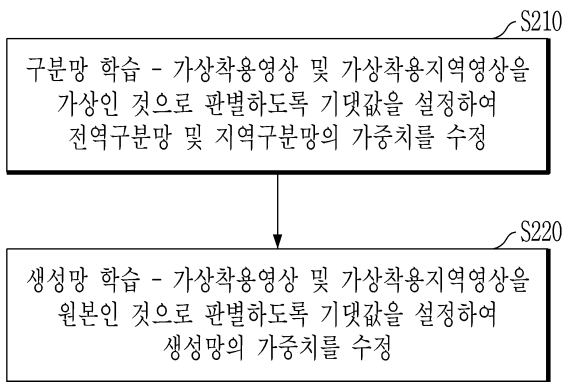 S210
구분망 학습 - 가상착용영상 및 가상착용지역영상을
가상인 것으로 판별하도록 기댓값을 설정하여
전역구분망 및 지역구분망의 가중치를 수정
S220
생성망 학습 - 가상착용영상 및 가상착용지역영상을
원본인 것으로 판별하도록 기댓값을 설정하여
생성망의 가중치를 수정